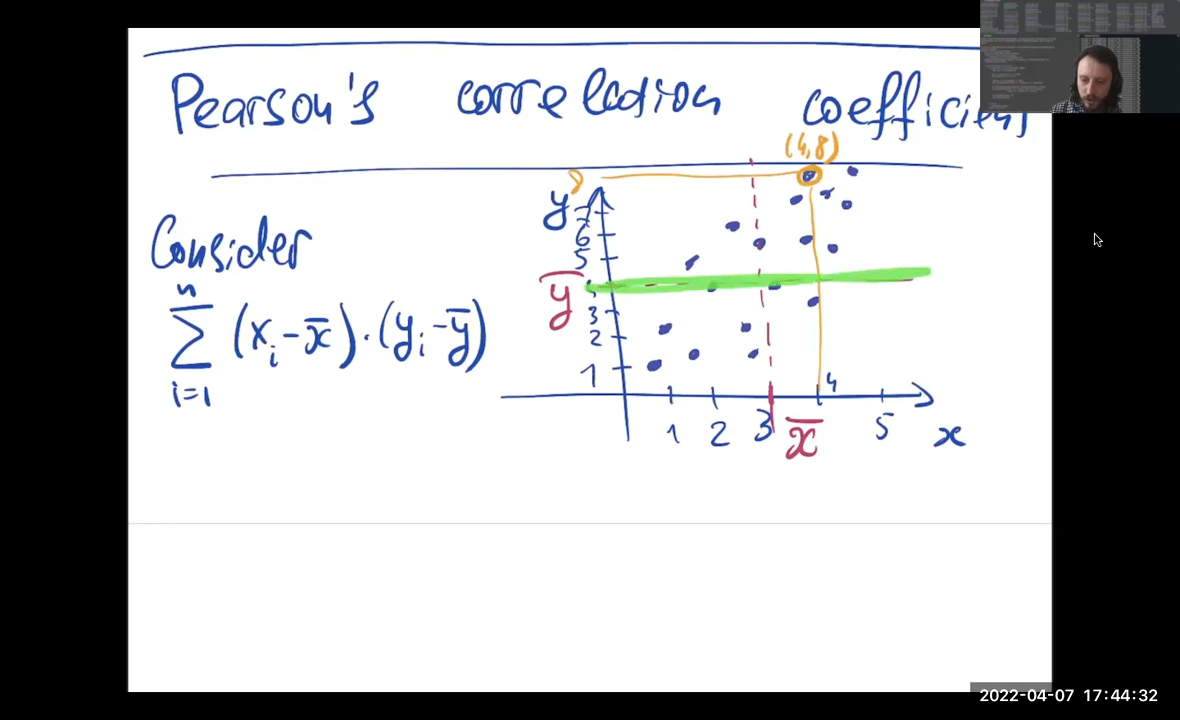 Pearson's correlation coefficient
(4,8)
8
y
7
6
5
Consider
n
∑ (xᵢ - x̄) · (yᵢ - ȳ)
i=1
ȳ
3
2
1
4
1 2 3 x̄ 5 x
2022-04-07 17:44:32